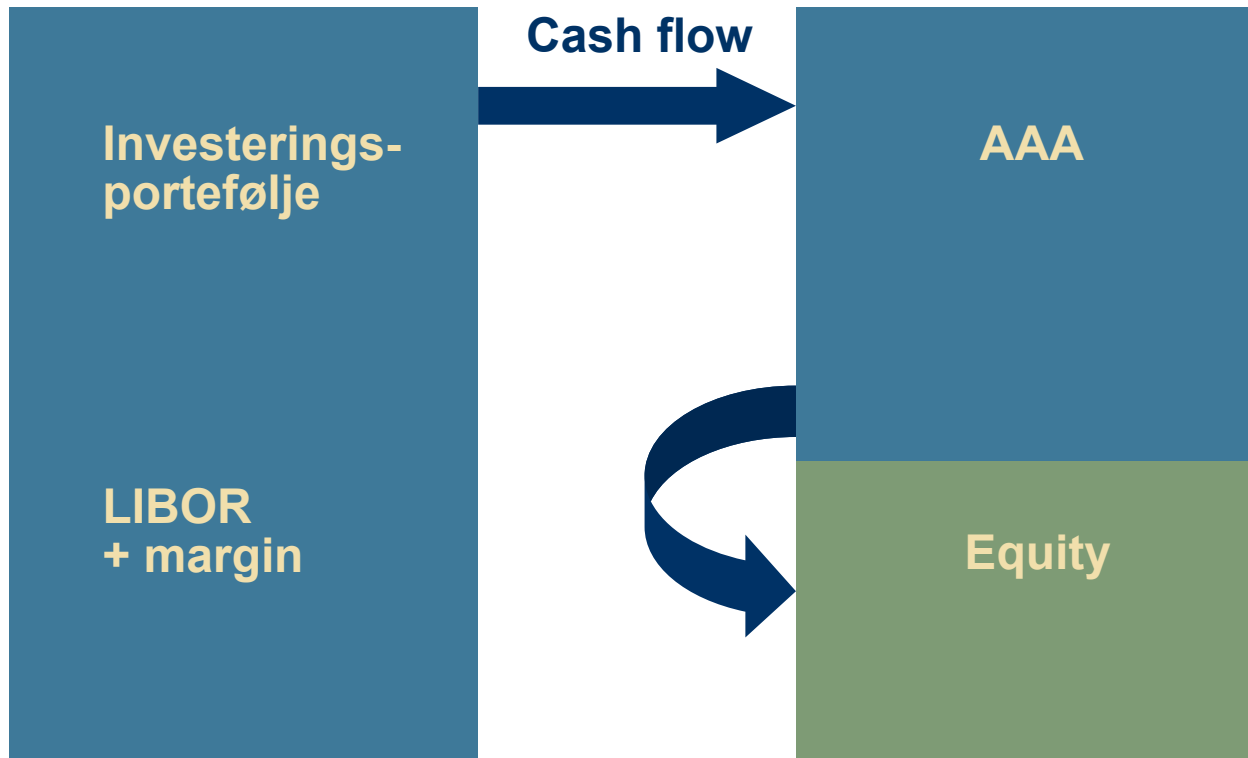 Cash flow
Investerings-
portefølje
AAA
LIBOR
+ margin
Equity